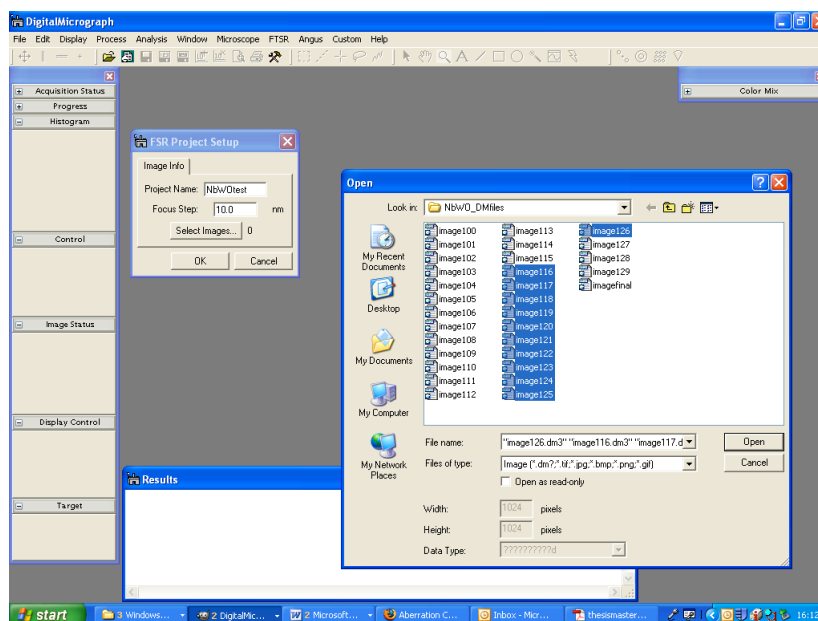 DigitalMicrograph
File Edit Display Process Analysis Window Microscope FTSR Angus Custom Help
Acquisition Status
Progress
Histogram
Control
Image Status
Display Control
Target
Color Mix
FSR Project Setup
Image Info
Project Name: NbWOtest
Focus Step: 10.0 nm
Select Images... 0
OK Cancel
Open
Look in: NbWO_DMfiles
My Recent
Documents
Desktop
My Documents
My Computer
My Network
Places
image100 image113 image126
image101 image114 image127
image102 image115 image128
image103 image116 image129
image104 image117 imagefinal
image105 image118
image106 image119
image107 image120
image108 image121
image109 image122
image110 image123
image111 image124
image112 image125
File name: "image126.dm3" "image116.dm3" "image117.d Open
Files of type: Image (*.dm?;*.tif;*.jpg;*.bmp;*.png;*.gif) Cancel
Open as read-only
Width: 1024 pixels
Height: 1024 pixels
Data Type: ??????????d
Results
start 3 Windows... 2 DigitalMic... 2 Microsoft... Aberration C... Inbox - Micr... thesismaster... 16:12